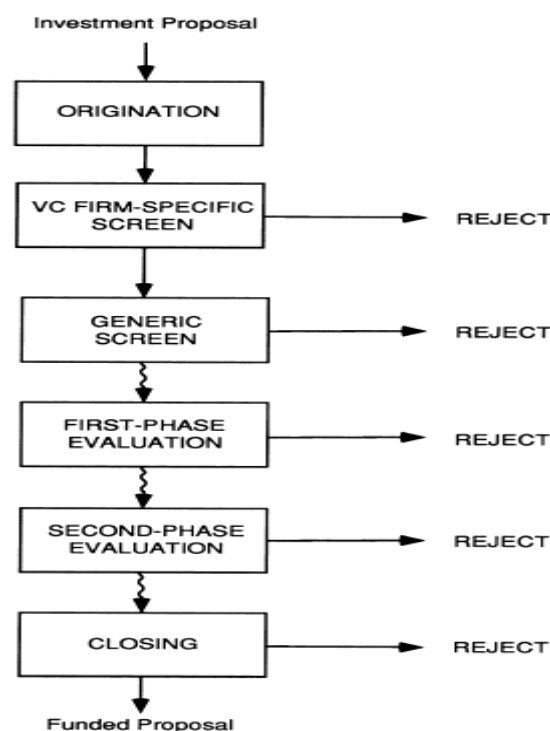 Investment Proposal
ORIGINATION
VC FIRM-SPECIFIC
SCREEN
REJECT
GENERIC
SCREEN
REJECT
FIRST-PHASE
EVALUATION
REJECT
SECOND-PHASE
EVALUATION
REJECT
CLOSING
REJECT
Funded Proposal